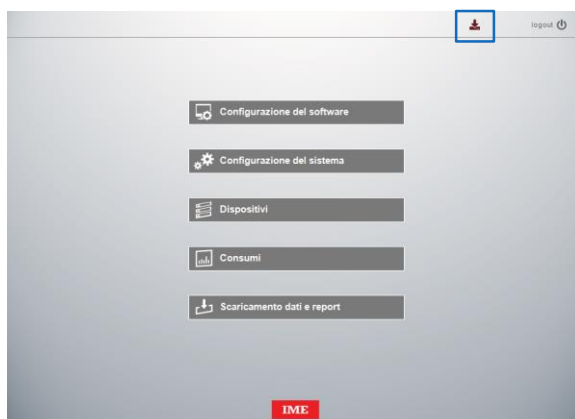 logout
Configurazione del software
Configurazione del sistema
Dispositivi
Consumi
Scaricamento dati e report
IME